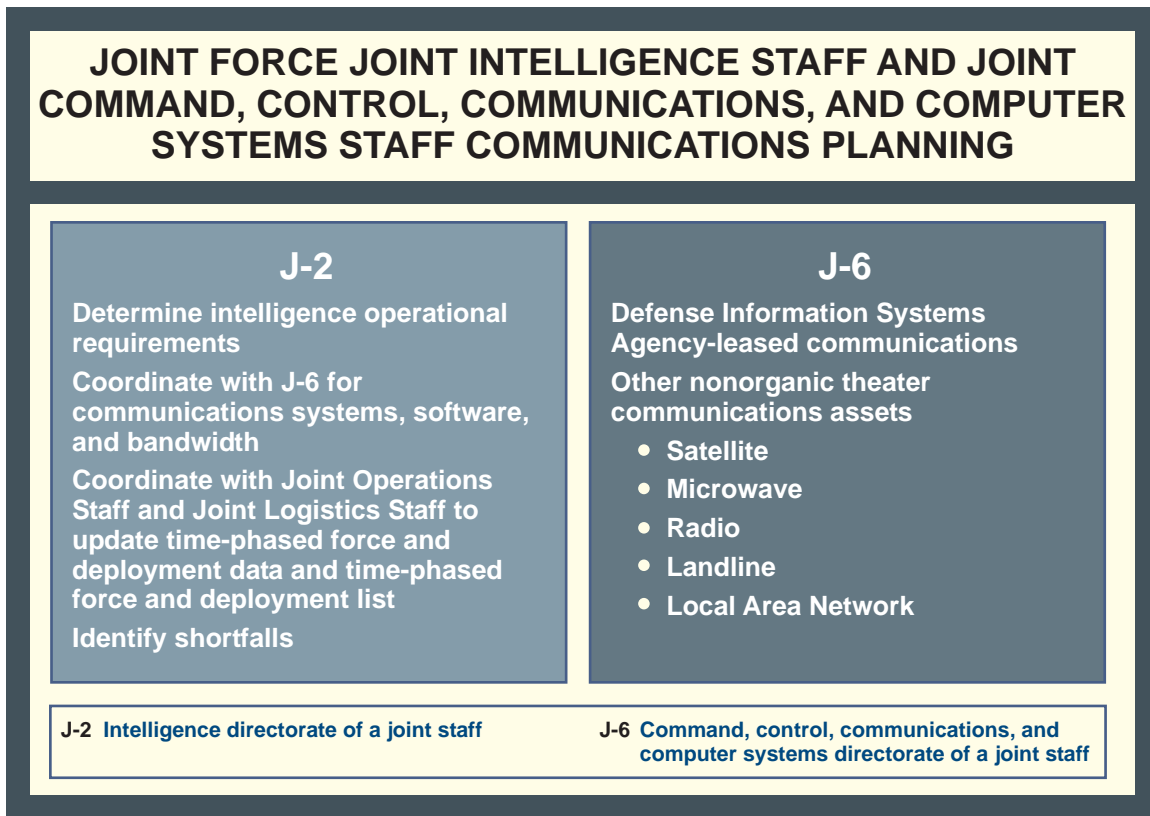 JOINT FORCE JOINT INTELLIGENCE STAFF AND JOINT
COMMAND, CONTROL, COMMUNICATIONS, AND COMPUTER
SYSTEMS STAFF COMMUNICATIONS PLANNING
J-2
Determine intelligence operational
requirements
Coordinate with J-6 for
communications systems, software,
and bandwidth
Coordinate with Joint Operations
Staff and Joint Logistics Staff to
update time-phased force and
deployment data and time-phased
force and deployment list
Identify shortfalls
J-6
Defense Information Systems
Agency-leased communications
Other nonorganic theater
communications assets
• Satellite
• Microwave
• Radio
• Landline
• Local Area Network
J-2 Intelligence directorate of a joint staff
J-6 Command, control, communications, and
computer systems directorate of a joint staff